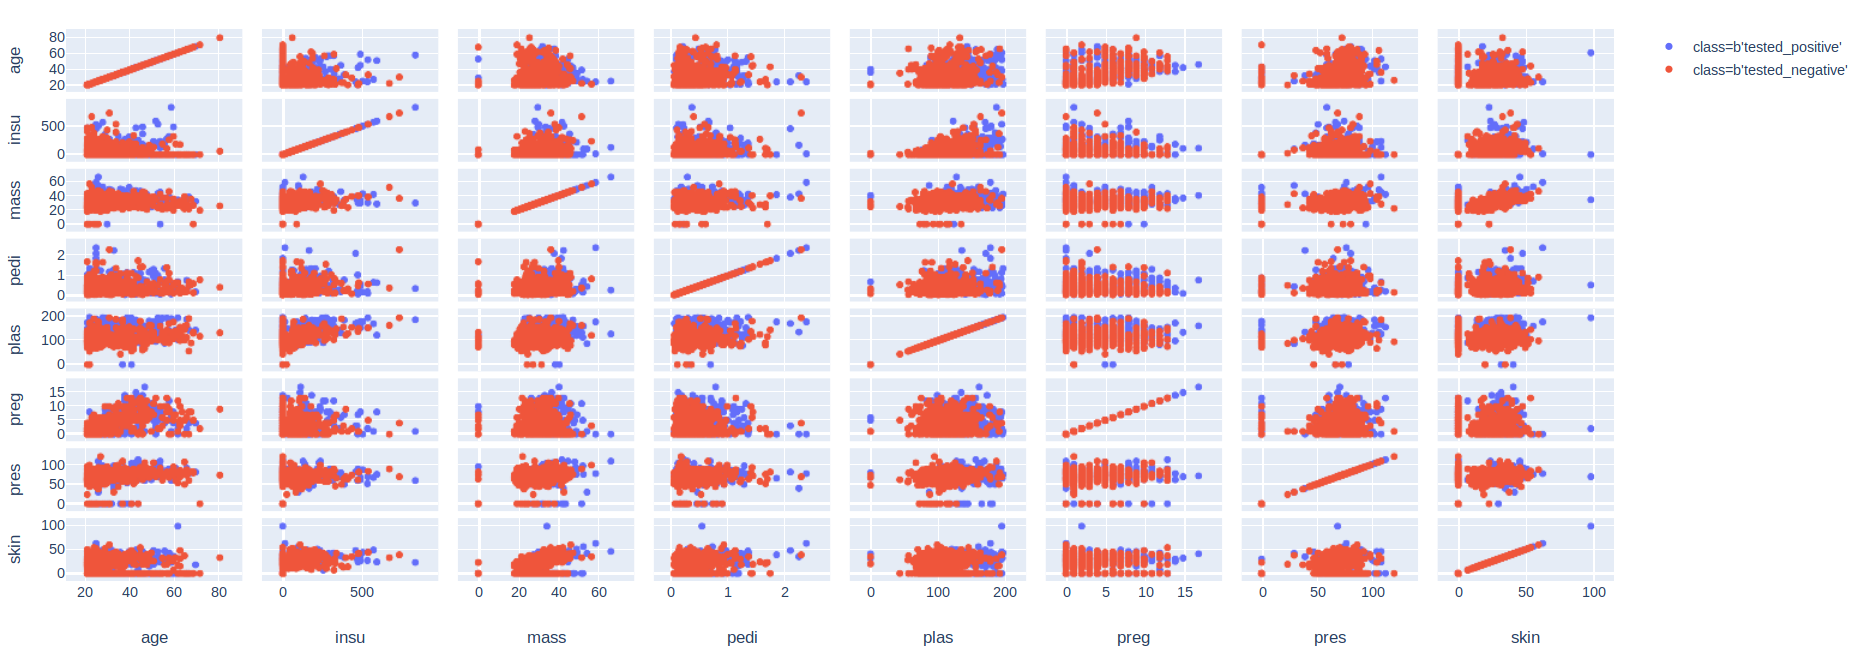 age
80
60
40
20
class=b'tested_positive'
class=b'tested_negative'
insu
500
0
mass
60
40
20
0
pedi
2
1
0
plas
200
100
0
preg
15
10
5
0
pres
100
50
0
skin
100
50
0
20 40 60 80 0 500 0 20 40 60 0 1 2 0 100 200 0 5 10 15 0 50 100 0 50 100
age insu mass pedi plas preg pres skin